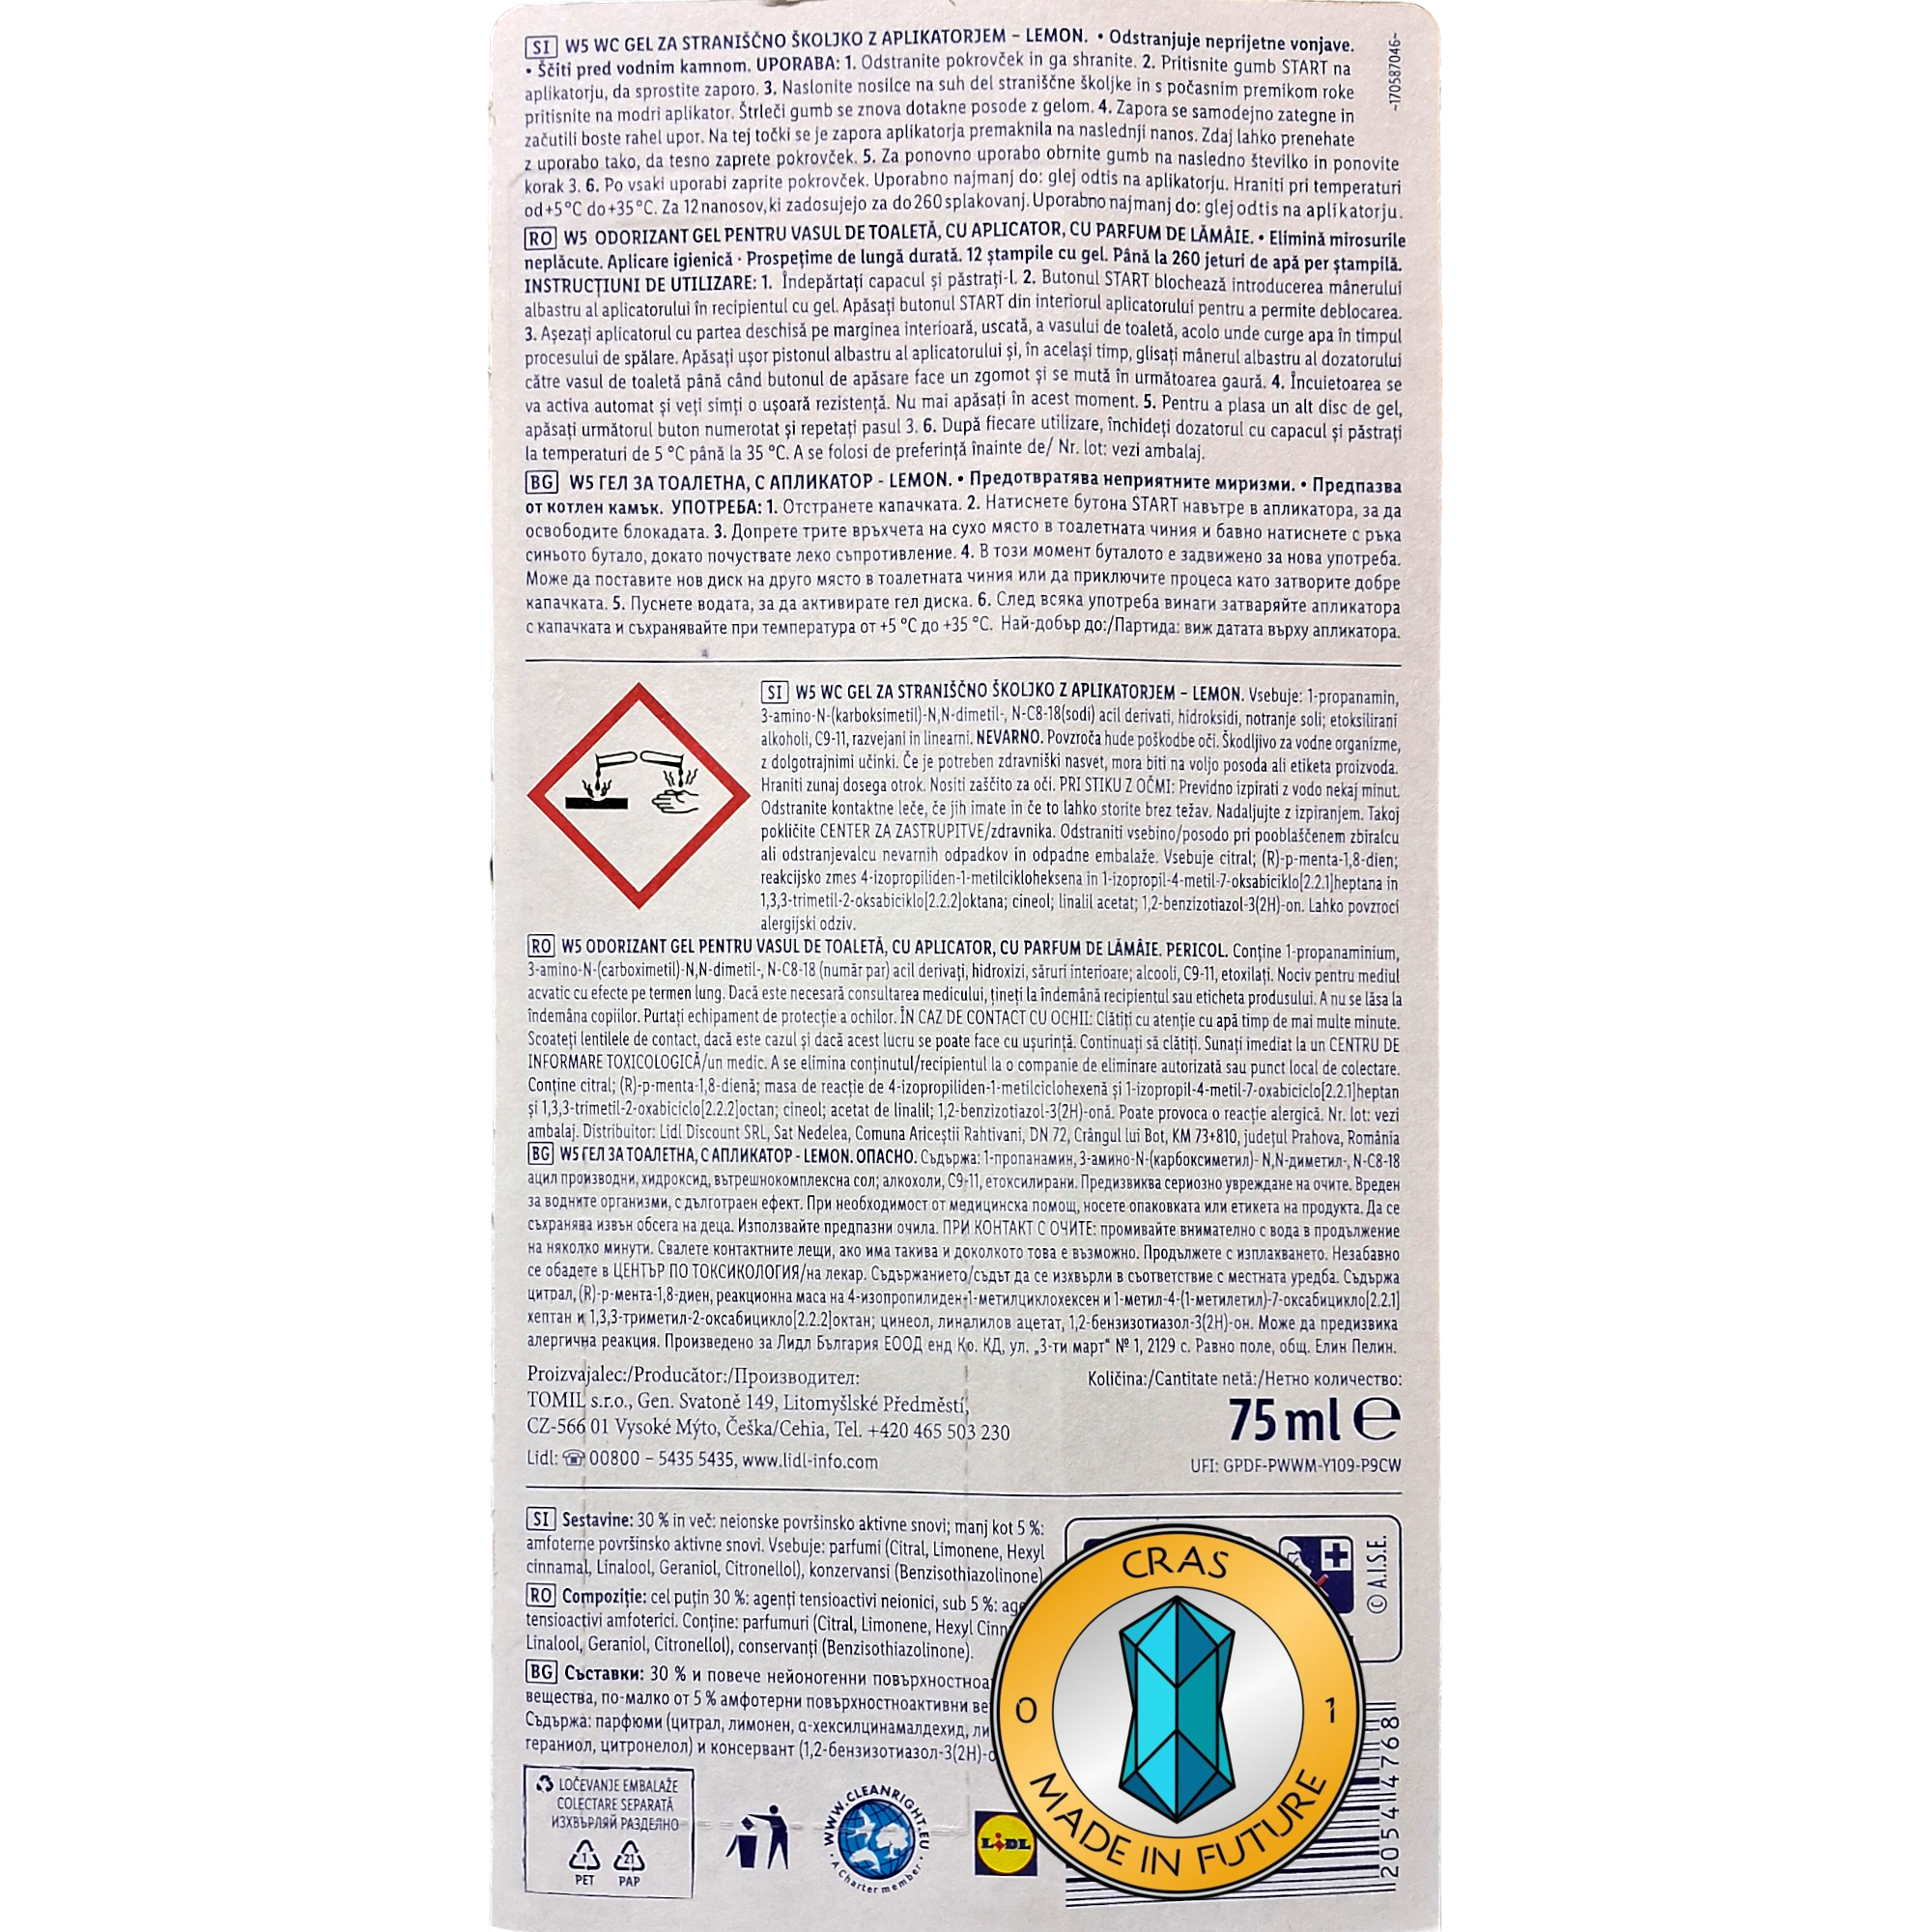 SI W5 WC GEL ZA STRANIŠČNO ŠKOLJKO Z APLIKATORJEM – LEMON. • Odstranjuje neprijetne vonjave.
• Ščiti pred vodnim kamnom. UPORABA: 1. Odstranite pokrovček in ga shranite. 2. Pritisnite gumb START na
aplikatorju, da sprostite zaporo. 3. Naslonite nosilce na suh del straniščne školjke in s počasnim premikom roke
pritisnite na modri aplikator. Štrleči gumb se znova dotakne posode z gelom. 4. Zapora se samodejno zategne in
začutili boste rahel upor. Na tej točki se je zapora aplikatorja premaknila na naslednji nanos. Zdaj lahko prenehate
z uporabo tako, da tesno zaprete pokrovček. 5. Za ponovno uporabo obrnite gumb na nasledno številko in ponovite
korak 3. 6. Po vsaki uporabi zaprite pokrovček. Uporabno najmanj do: glej odtis na aplikatorju. Hraniti pri temperaturi
od +5 °C do +35 °C. Za 12 nanosov, ki zadosujejo za do 260 splakovanj. Uporabno najmanj do: glej odtis na aplikatorju.
~170587046~
RO W5 ODORIZANT GEL PENTRU VASUL DE TOALETĂ, CU APLICATOR, CU PARFUM DE LĂMÂIE. • Elimină mirosurile
neplăcute. Aplicare igienică · Prospețime de lungă durată. 12 ștampile cu gel. Până la 260 jeturi de apă per ștampilă.
INSTRUCȚIUNI DE UTILIZARE: 1. Îndepărtați capacul și păstrați-l. 2. Butonul START blochează introducerea mânerului
albastru al aplicatorului în recipientul cu gel. Apăsați butonul START din interiorul aplicatorului pentru a permite deblocarea.
3. Așezați aplicatorul cu partea deschisă pe marginea interioară, uscată, a vasului de toaletă, acolo unde curge apa în timpul
procesului de spălare. Apăsați ușor pistonul albastru al aplicatorului și, în același timp, glisați mânerul albastru al dozatorului
către vasul de toaletă până când butonul de apăsare face un zgomot și se mută în următoarea gaură. 4. Încuietoarea se
va activa automat și veți simți o ușoară rezistență. Nu mai apăsați în acest moment. 5. Pentru a plasa un alt disc de gel,
apăsați următorul buton numerotat și repetați pasul 3. 6. După fiecare utilizare, închideți dozatorul cu capacul și păstrați
la temperaturi de 5 °C până la 35 °C. A se folosi de preferință înainte de/ Nr. lot: vezi ambalaj.
BG W5 ГЕЛ ЗА ТОАЛЕТНА, С АПЛИКАТОР - LEMON. • Предотвратява неприятните миризми. • Предпазва
от котлен камък. УПОТРЕБА: 1. Отстранете капачката. 2. Натиснете бутона START навътре в апликатора, за да
освободите блокадата. 3. Допрете трите връхчета на сухо място в тоалетната чиния и бавно натиснете с ръка
синьото бутало, докато почуствате леко съпротивление. 4. В този момент буталото е задвижено за нова употреба.
Може да поставите нов диск на друго място в тоалетната чиния или да приключите процеса като затворите добре
капачката. 5. Пуснете водата, за да активирате гел диска. 6. След всяка употреба винаги затваряйте апликатора
с капачката и съхранявайте при температура от +5 °C до +35 °C. Най-добър до:/Партида: виж датата върху апликатора.
SI W5 WC GEL ZA STRANIŠČNO ŠKOLJKO Z APLIKATORJEM – LEMON. Vsebuje: 1-propanamin,
3-amino-N-(karboksimetil)-N,N-dimetil-, N-C8-18(sodi) acil derivati, hidroksidi, notranje soli; etoksilirani
alkoholi, C9-11, razvejani in linearni. NEVARNO. Povzroča hude poškodbe oči. Škodljivo za vodne organizme,
z dolgotrajnimi učinki. Če je potreben zdravniški nasvet, mora biti na voljo posoda ali etiketa proizvoda.
Hraniti zunaj dosega otrok. Nositi zaščito za oči. PRI STIKU Z OČMI: Previdno izpirati z vodo nekaj minut.
Odstranite kontaktne leče, če jih imate in če to lahko storite brez težav. Nadaljujte z izpiranjem. Takoj
pokličite CENTER ZA ZASTRUPITVE/zdravnika. Odstraniti vsebino/posodo pri pooblaščenem zbiralcu
ali odstranjevalcu nevarnih odpadkov in odpadne embalaže. Vsebuje citral; (R)-p-menta-1,8-dien;
reakcijsko zmes 4-izopropiliden-1-metilcikloheksena in 1-izopropil-4-metil-7-oksabiciklo[2.2.1]heptana in
1,3,3-trimetil-2-oksabiciklo[2.2.2]oktana; cineol; linalil acetat; 1,2-benzizotiazol-3(2H)-on. Lahko povzroci
alergijski odziv.
RO W5 ODORIZANT GEL PENTRU VASUL DE TOALETĂ, CU APLICATOR, CU PARFUM DE LĂMÂIE. PERICOL. Conține 1-propanaminium,
3-amino-N-(carboximetil)-N,N-dimetil-, N-C8-18 (număr par) acil derivați, hidroxizi, săruri interioare; alcooli, C9-11, etoxilați. Nociv pentru mediul
acvatic cu efecte pe termen lung. Dacă este necesară consultarea medicului, țineți la îndemână recipientul sau eticheta produsului. A nu se lăsa la
îndemâna copiilor. Purtați echipament de protecție a ochilor. ÎN CAZ DE CONTACT CU OCHII: Clătiți cu atenție cu apă timp de mai multe minute.
Scoateți lentilele de contact, dacă este cazul și dacă acest lucru se poate face cu ușurință. Continuați să clătiți. Sunați imediat la un CENTRU DE
INFORMARE TOXICOLOGICĂ/un medic. A se elimina conținutul/recipientul la o companie de eliminare autorizată sau punct local de colectare.
Conține citral; (R)-p-menta-1,8-dienă; masa de reacție de 4-izopropiliden-1-metilciclohexenă și 1-izopropil-4-metil-7-oxabiciclo[2.2.1]heptan
și 1,3,3-trimetil-2-oxabiciclo[2.2.2]octan; cineol; acetat de linalil; 1,2-benzizotiazol-3(2H)-onă. Poate provoca o reacție alergică. Nr. lot: vezi
ambalaj. Distribuitor: Lidl Discount SRL, Sat Nedelea, Comuna Ariceștii Rahtivani, DN 72, Crângul lui Bot, KM 73+810, județul Prahova, România
BG W5 ГЕЛ ЗА ТОАЛЕТНА, С АПЛИКАТОР - LEMON. ОПАСНО. Съдържа: 1-пропанамин, 3-амино-N-(карбоксиметил)- N,N-диметил-, N-C8-18
ацил производни, хидроксид, вътрешнокомплексна сол; алкохоли, C9-11, етоксилирани. Предизвиква сериозно увреждане на очите. Вреден
за водните организми, с дълготраен ефект. При необходимост от медицинска помощ, носете опаковката или етикета на продукта. Да се
съхранява извън обсега на деца. Използвайте предпазни очила. ПРИ КОНТАКТ С ОЧИТЕ: промивайте внимателно с вода в продължение
на няколко минути. Свалете контактните лещи, ако има такива и доколкото това е възможно. Продължете с изплакването. Незабавно
се обадете в ЦЕНТЪР ПО ТОКСИКОЛОГИЯ/на лекар. Съдържанието/съдът да се изхвърли в съответствие с местната уредба. Съдържа
цитрал, (R)-p-мента-1,8-диен, реакционна маса на 4-изопропилиден-1-метилциклохексен и 1-метил-4-(1-метилетил)-7-оксабицикло[2.2.1]
хептан и 1,3,3-триметил-2-оксабицикло[2.2.2]октан; цинеол, линалилов ацетат, 1,2-бензизотиазол-3(2H)-он. Може да предизвика
алергична реакция. Произведено за Лидл България ЕООД енд Ко. КД, ул. „3-ти март“ № 1, 2129 с. Равно поле, общ. Елин Пелин.
Proizvajalec:/Producător:/Производител:
TOMIL s.r.o., Gen. Svatoně 149, Litomyšlské Předměstí,
CZ-566 01 Vysoké Mýto, Češka/Cehia, Tel. +420 465 503 230
Lidl: 00800 – 5435 5435, www.lidl-info.com
Količina:/Cantitate netă:/Нетно количество:
75 ml e
UFI: GPDF-PWWM-Y109-P9CW
SI Sestavine: 30 % in več: neionske površinsko aktivne snovi; manj kot 5 %:
amfoterne površinsko aktivne snovi. Vsebuje: parfumi (Citral, Limonene, Hexyl
cinnamal, Linalool, Geraniol, Citronellol), konzervansi (Benzisothiazolinone)
RO Compoziție: cel puțin 30 %: agenți tensioactivi neionici, sub 5 %:
tensioactivi amfoterici. Conține: parfumuri (Citral, Limonene, Hexyl
Linalool, Geraniol, Citronellol), conservanți (Benzisothiazolinone).
BG Съставки: 30 % и повече нейоногенни
вещества, по-малко от 5 % амфотерни повърхностноактивни
Съдържа: парфюми (цитрал, лимонен, α-хексилцинамалдехид,
гераниол, цитронелол) и консервант (1,2-бензизотиазол-3(2H)-
© A.I.S.E.
CRAS
0 1
MADE IN FUTURE
LOČEVANJE EMBALAŽE
COLECTARE SEPARATĂ
ИЗХВЪРЛЯЙ РАЗДЕЛНО
1 21
PET PAP
WWW.CLEANRIGHT.EU
• A Charter member •
LIDL
20544768